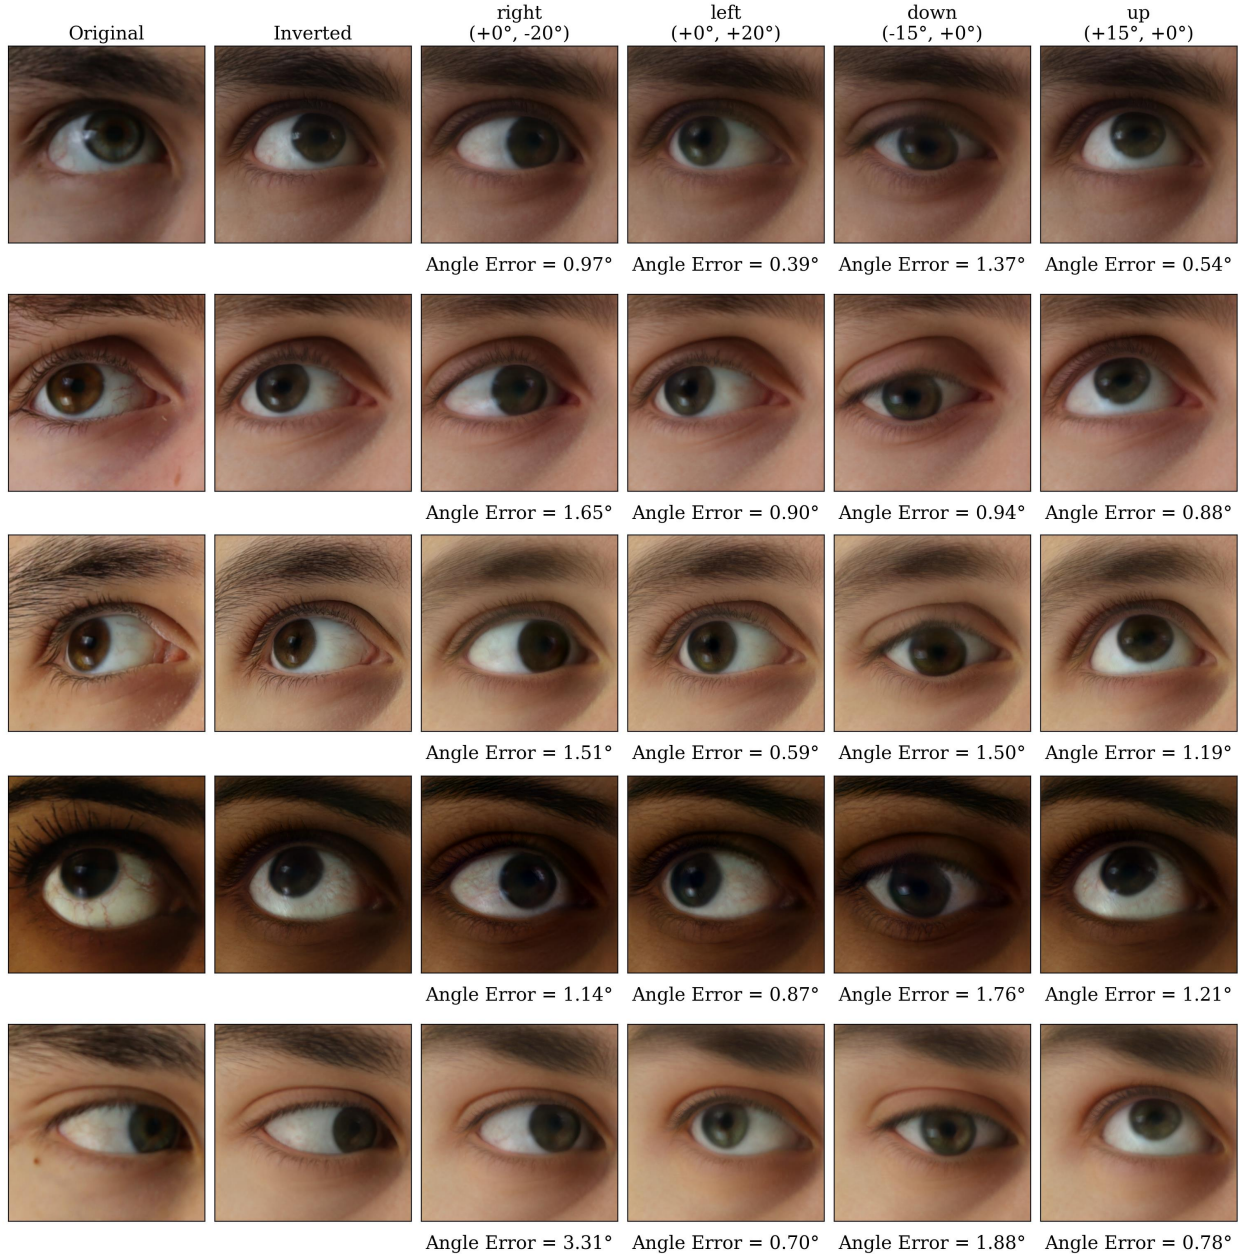 Original
Inverted
right
(+0°, -20°)
left
(+0°, +20°)
down
(-15°, +0°)
up
(+15°, +0°)
Angle Error = 0.97°
Angle Error = 0.39°
Angle Error = 1.37°
Angle Error = 0.54°
Angle Error = 1.65°
Angle Error = 0.90°
Angle Error = 0.94°
Angle Error = 0.88°
Angle Error = 1.51°
Angle Error = 0.59°
Angle Error = 1.50°
Angle Error = 1.19°
Angle Error = 1.14°
Angle Error = 0.87°
Angle Error = 1.76°
Angle Error = 1.21°
Angle Error = 3.31°
Angle Error = 0.70°
Angle Error = 1.88°
Angle Error = 0.78°